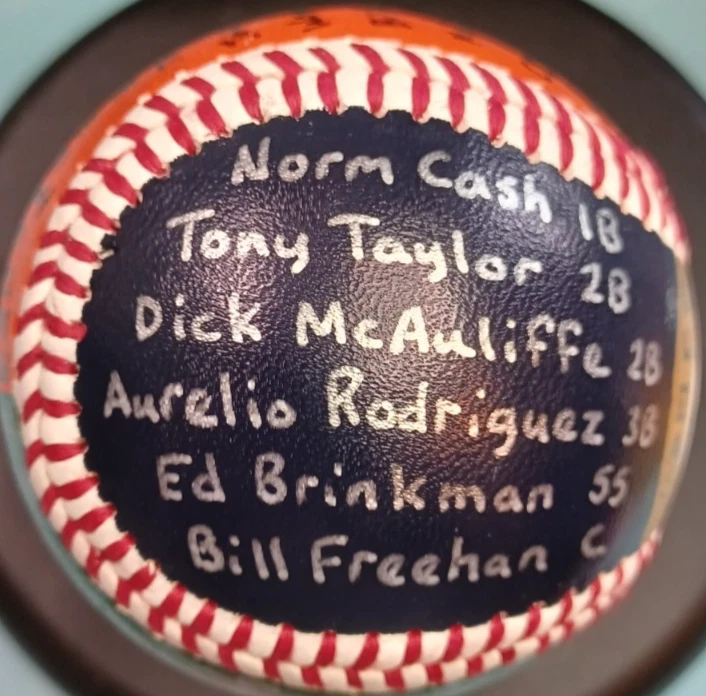 Norm Cash 1B
Tony Taylor 2B
Dick McAuliffe 2B
Aurelio Rodriguez 3B
Ed Brinkman SS
Bill Freehan C